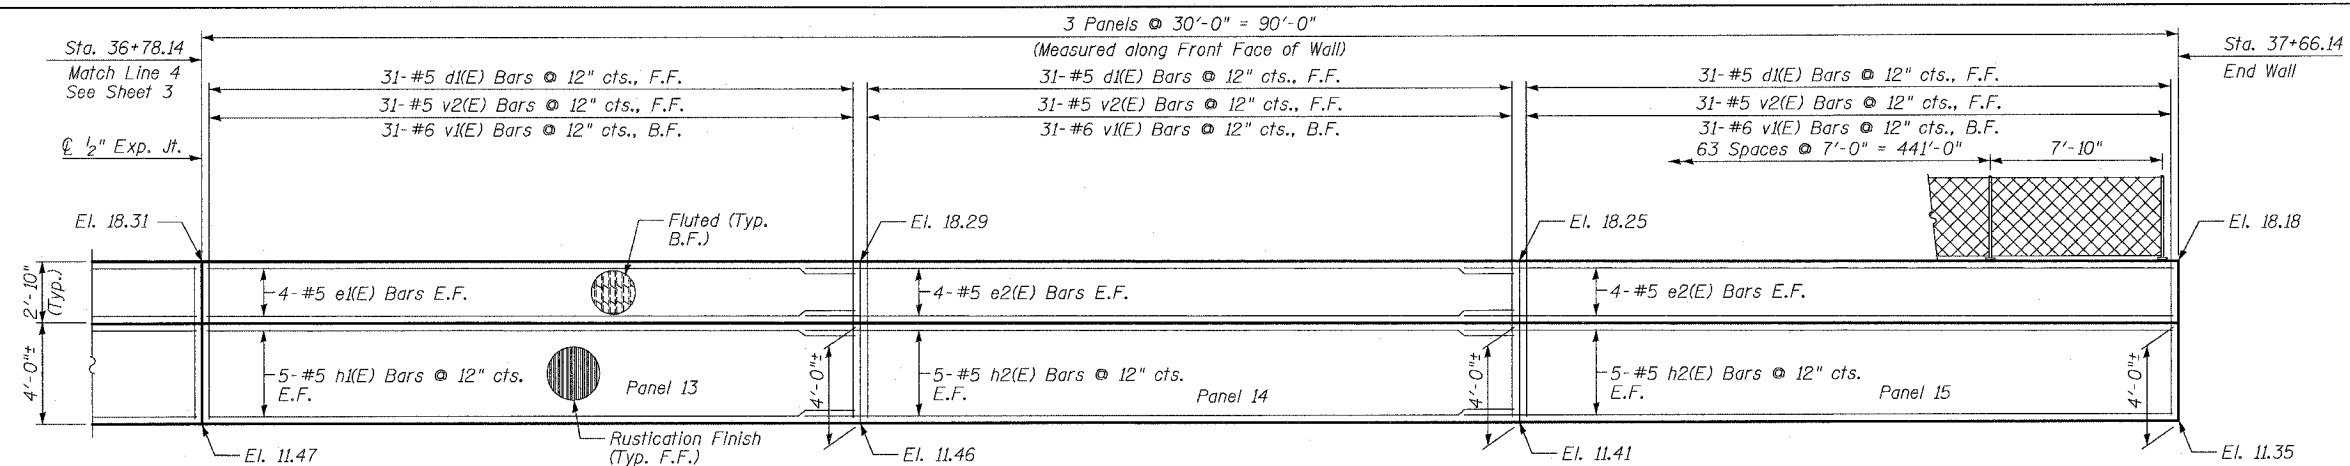 3 Panels @ 30'-0" = 90'-0"
(Measured along Front Face of Wall)
Sta. 36+78.14
Match Line 4
See Sheet 3
Sta. 37+66.14
End Wall
31-#5 d1(E) Bars @ 12" cts., F.F.
31-#5 v2(E) Bars @ 12" cts., F.F.
31-#6 v1(E) Bars @ 12" cts., B.F.
31-#5 d1(E) Bars @ 12" cts., F.F.
31-#5 v2(E) Bars @ 12" cts., F.F.
31-#6 v1(E) Bars @ 12" cts., B.F.
31-#5 d1(E) Bars @ 12" cts., F.F.
31-#5 v2(E) Bars @ 12" cts., F.F.
31-#6 v1(E) Bars @ 12" cts., B.F.
℄ 1/2" Exp. Jt.
63 Spaces @ 7'-0" = 441'-0"
7'-10"
El. 18.31
Fluted (Typ.
B.F.)
El. 18.29
El. 18.25
El. 18.18
2'-10"
(Typ.)
4-#5 e1(E) Bars E.F.
4-#5 e2(E) Bars E.F.
4-#5 e2(E) Bars E.F.
4'-0"±
5-#5 h1(E) Bars @ 12" cts.
E.F.
Panel 13
4'-0"±
5-#5 h2(E) Bars @ 12" cts.
E.F.
Panel 14
4'-0"±
5-#5 h2(E) Bars @ 12" cts.
E.F.
Panel 15
4'-0"±
El. 11.47
Rustication Finish
(Typ. F.F.)
El. 11.46
El. 11.41
El. 11.35